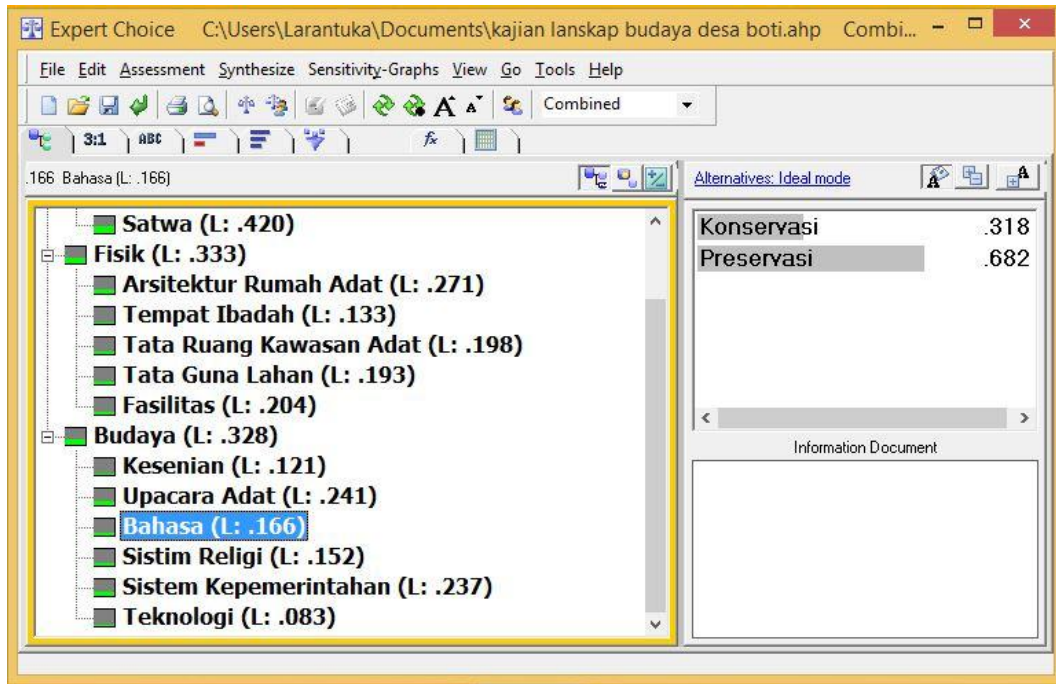 Expert Choice C:\Users\Larantuka\Documents\kajian lanskap budaya desa boti.ahp Combi...
File Edit Assessment Synthesize Sensitivity-Graphs View Go Tools Help
A A Combined
3:1 ABC fx
.166 Bahasa (L: .166)
Satwa (L: .420)
Fisik (L: .333)
Arsitektur Rumah Adat (L: .271)
Tempat Ibadah (L: .133)
Tata Ruang Kawasan Adat (L: .198)
Tata Guna Lahan (L: .193)
Fasilitas (L: .204)
Budaya (L: .328)
Kesenian (L: .121)
Upacara Adat (L: .241)
Bahasa (L: .166)
Sistim Religi (L: .152)
Sistem Kepemerintahan (L: .237)
Teknologi (L: .083)
Alternatives: Ideal mode A A
Konservasi .318
Preservasi .682
Information Document